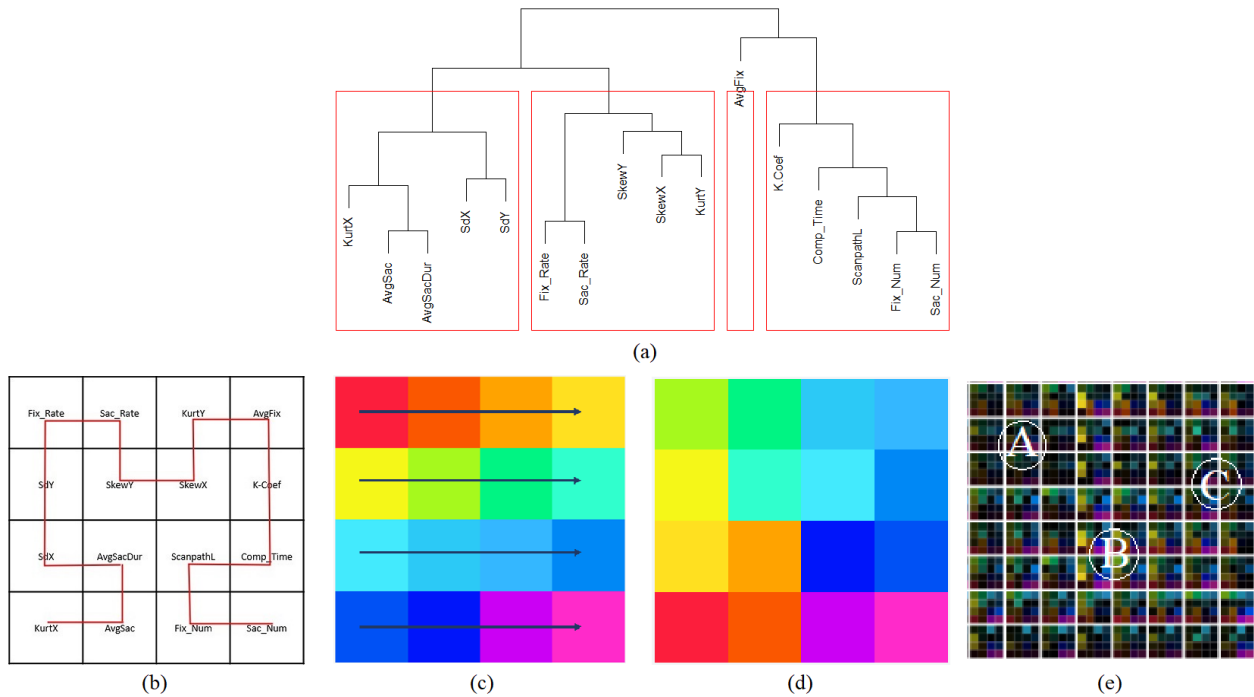 AvgFix
K.Coef
SkewY
KurtX
SdX
SdY
SkewX
KurtY
Comp_Time
ScanpathL
AvgSac
AvgSacDur
Fix_Rate
Sac_Rate
Fix_Num
Sac_Num
(a)
Fix_Rate Sac_Rate KurtY AvgFix
SdY SkewY SkewX K-Coef
SdX AvgSacDur ScanpathL Comp_Time
KurtX AvgSac Fix_Num Sac_Num
A
C
B
(b) (c) (d) (e)